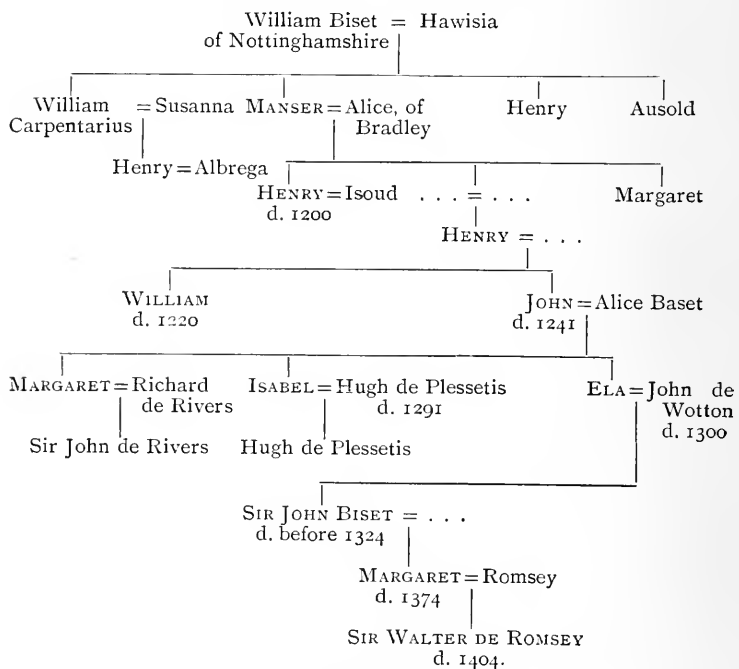 William Biset = Hawisia
of Nottinghamshire
William = Susanna MANSER = Alice, of Henry Ausold
Carpentarius Bradley
Henry = Albrega
HENRY = Isoud . . . = . . . Margaret
d. 1200
HENRY = . . .
WILLIAM JOHN = Alice Baset
d. 1220 d. 1241
MARGARET = Richard ISABEL = Hugh de Plessetis ELA = John de
de Rivers d. 1291 Wotton
d. 1300
Sir John de Rivers Hugh de Plessetis
SIR JOHN BISET = . . .
d. before 1324
MARGARET = Romsey
d. 1374
SIR WALTER DE ROMSEY
d. 1404.